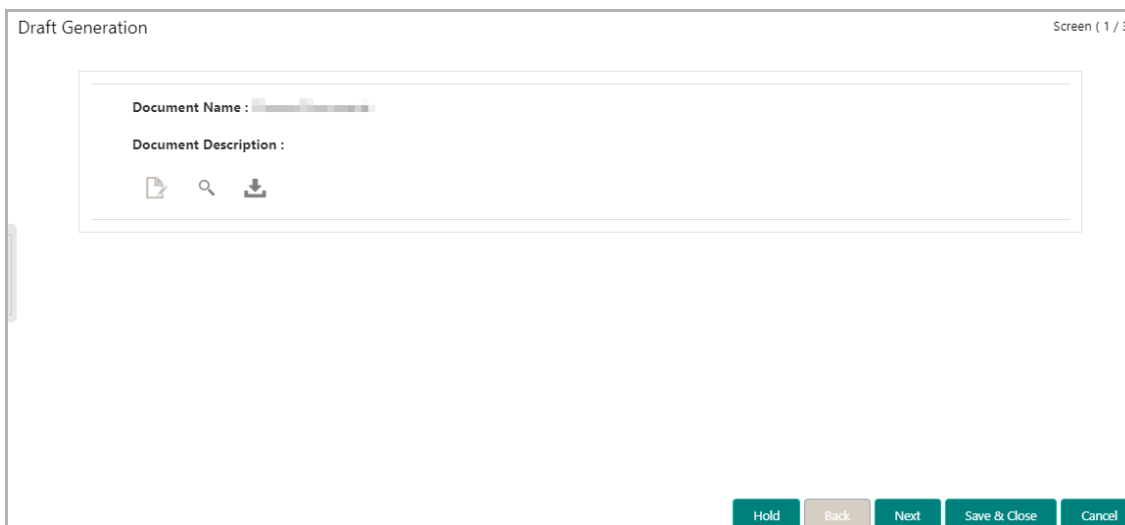 Draft Generation
Screen ( 1 / 3
Document Name :
Document Description :
Hold Back Next Save & Close Cancel